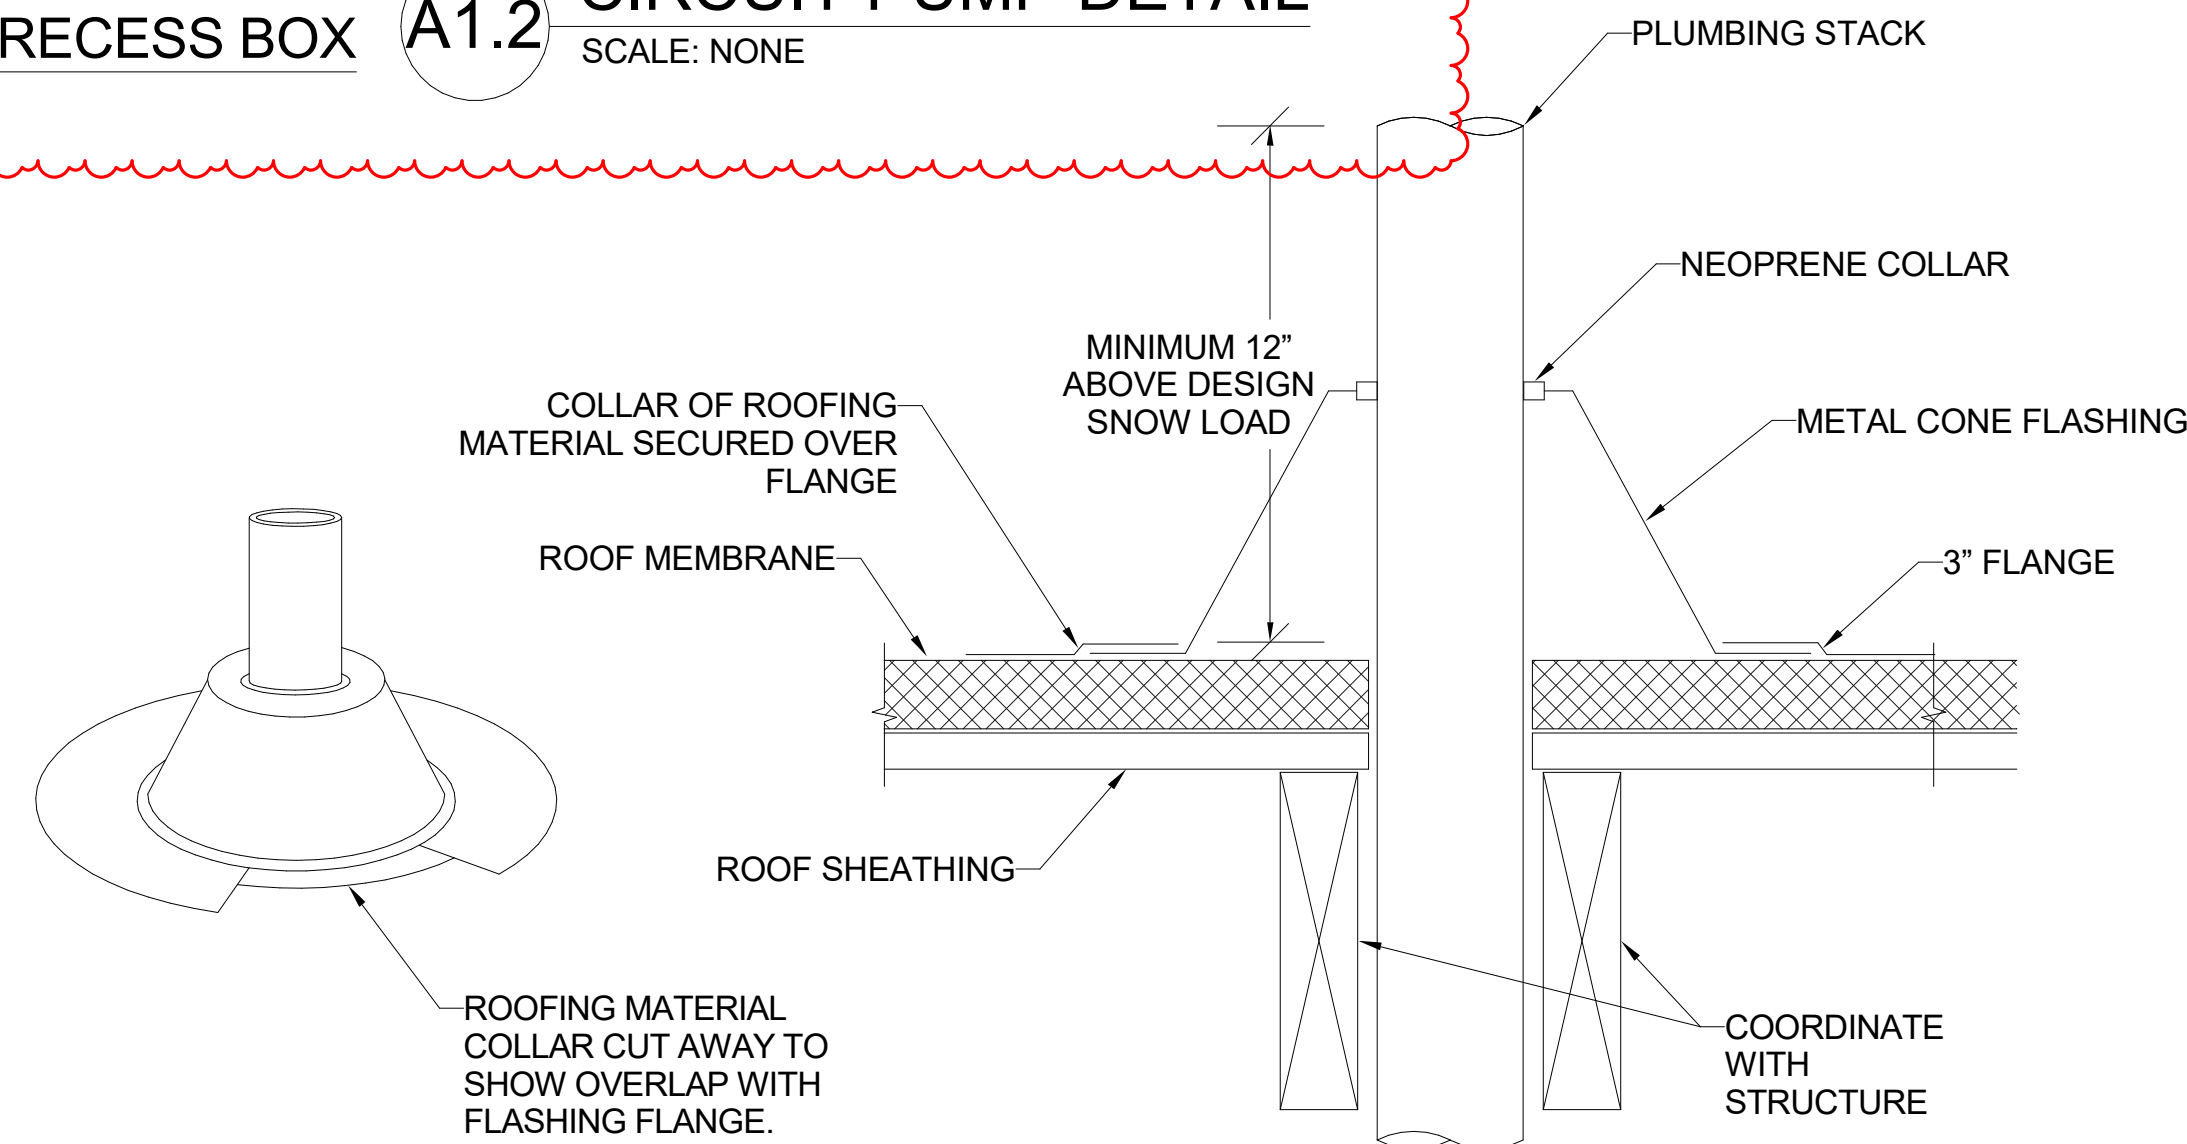 RECESS BOX
A1.2
SCALE: NONE
PLUMBING STACK
NEOPRENE COLLAR
MINIMUM 12”
ABOVE DESIGN
SNOW LOAD
COLLAR OF ROOFING
MATERIAL SECURED OVER
FLANGE
METAL CONE FLASHING
ROOF MEMBRANE
3” FLANGE
ROOF SHEATHING
ROOFING MATERIAL
COLLAR CUT AWAY TO
SHOW OVERLAP WITH
FLASHING FLANGE.
COORDINATE
WITH
STRUCTURE